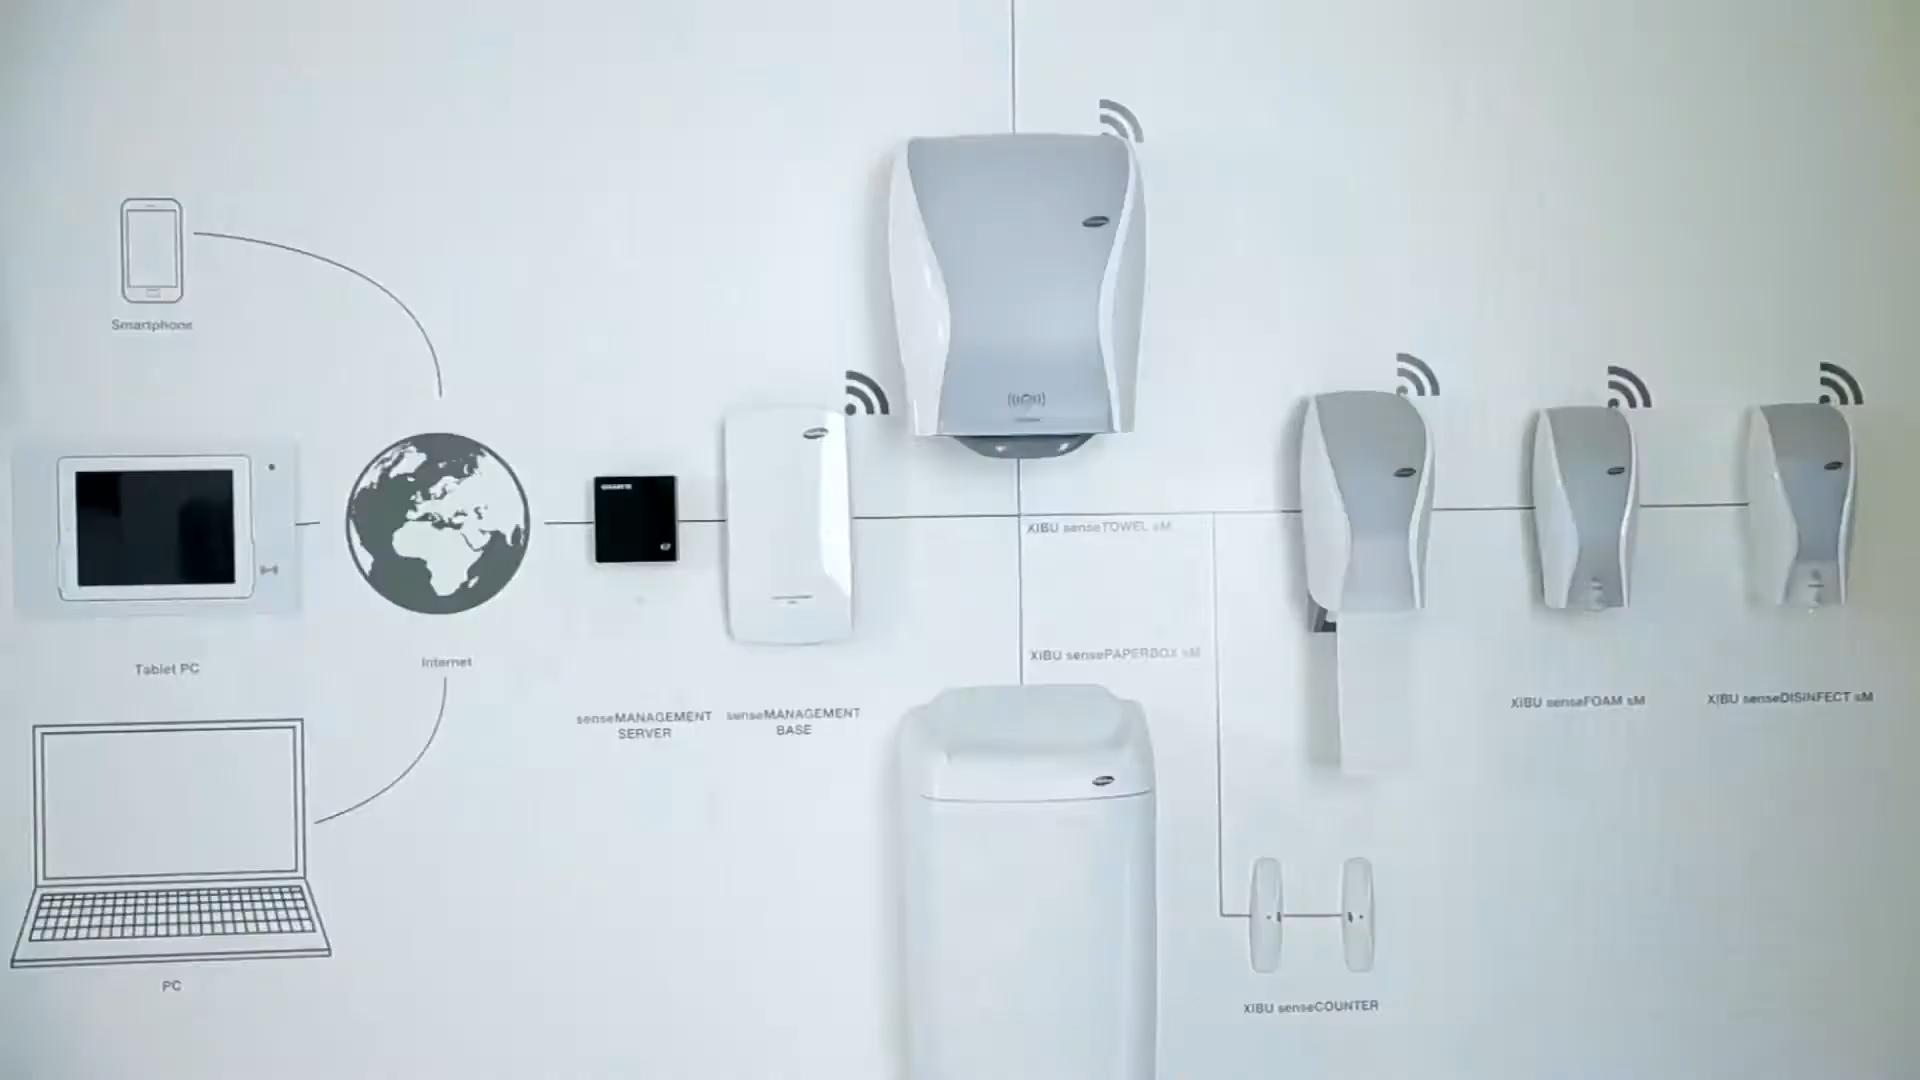 Smartphone
Tablet PC
Internet
PC
senseMANAGEMENT
SERVER
senseMANAGEMENT
BASE
XIBU senseTOWEL sM
XIBU sensePAPERBOX sM
XIBU senseFOAM sM
XIBU senseDISINFECT sM
XIBU senseCOUNTER